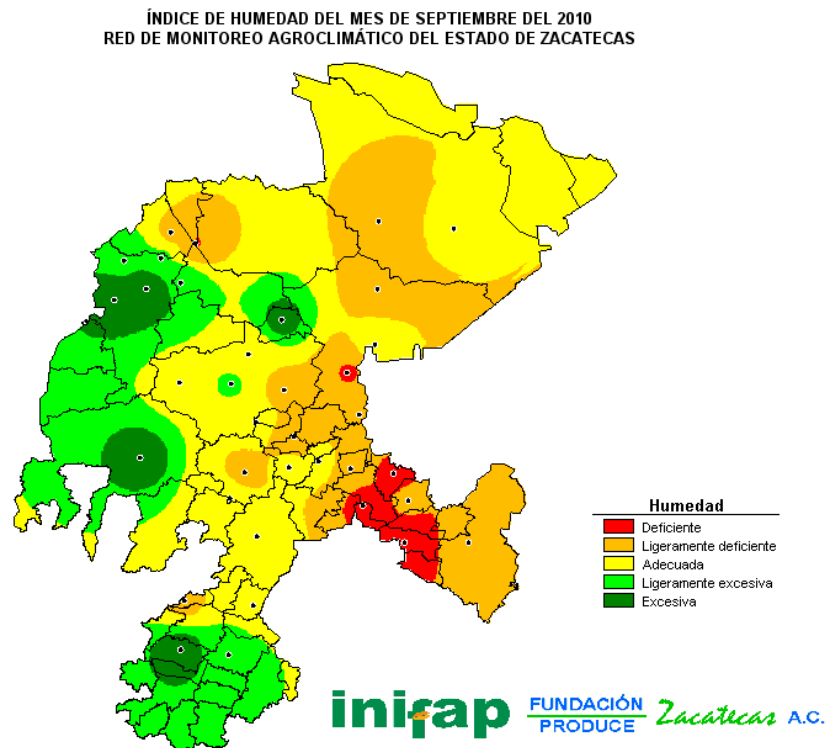 ÍNDICE DE HUMEDAD DEL MES DE SEPTIEMBRE DEL 2010
RED DE MONITOREO AGROCLIMÁTICO DEL ESTADO DE ZACATECAS
Humedad
Deficiente
Ligeramente deficiente
Adecuada
Ligeramente excesiva
Excesiva
inifap
FUNDACIÓN
PRODUCE
Zacatecas A.C.